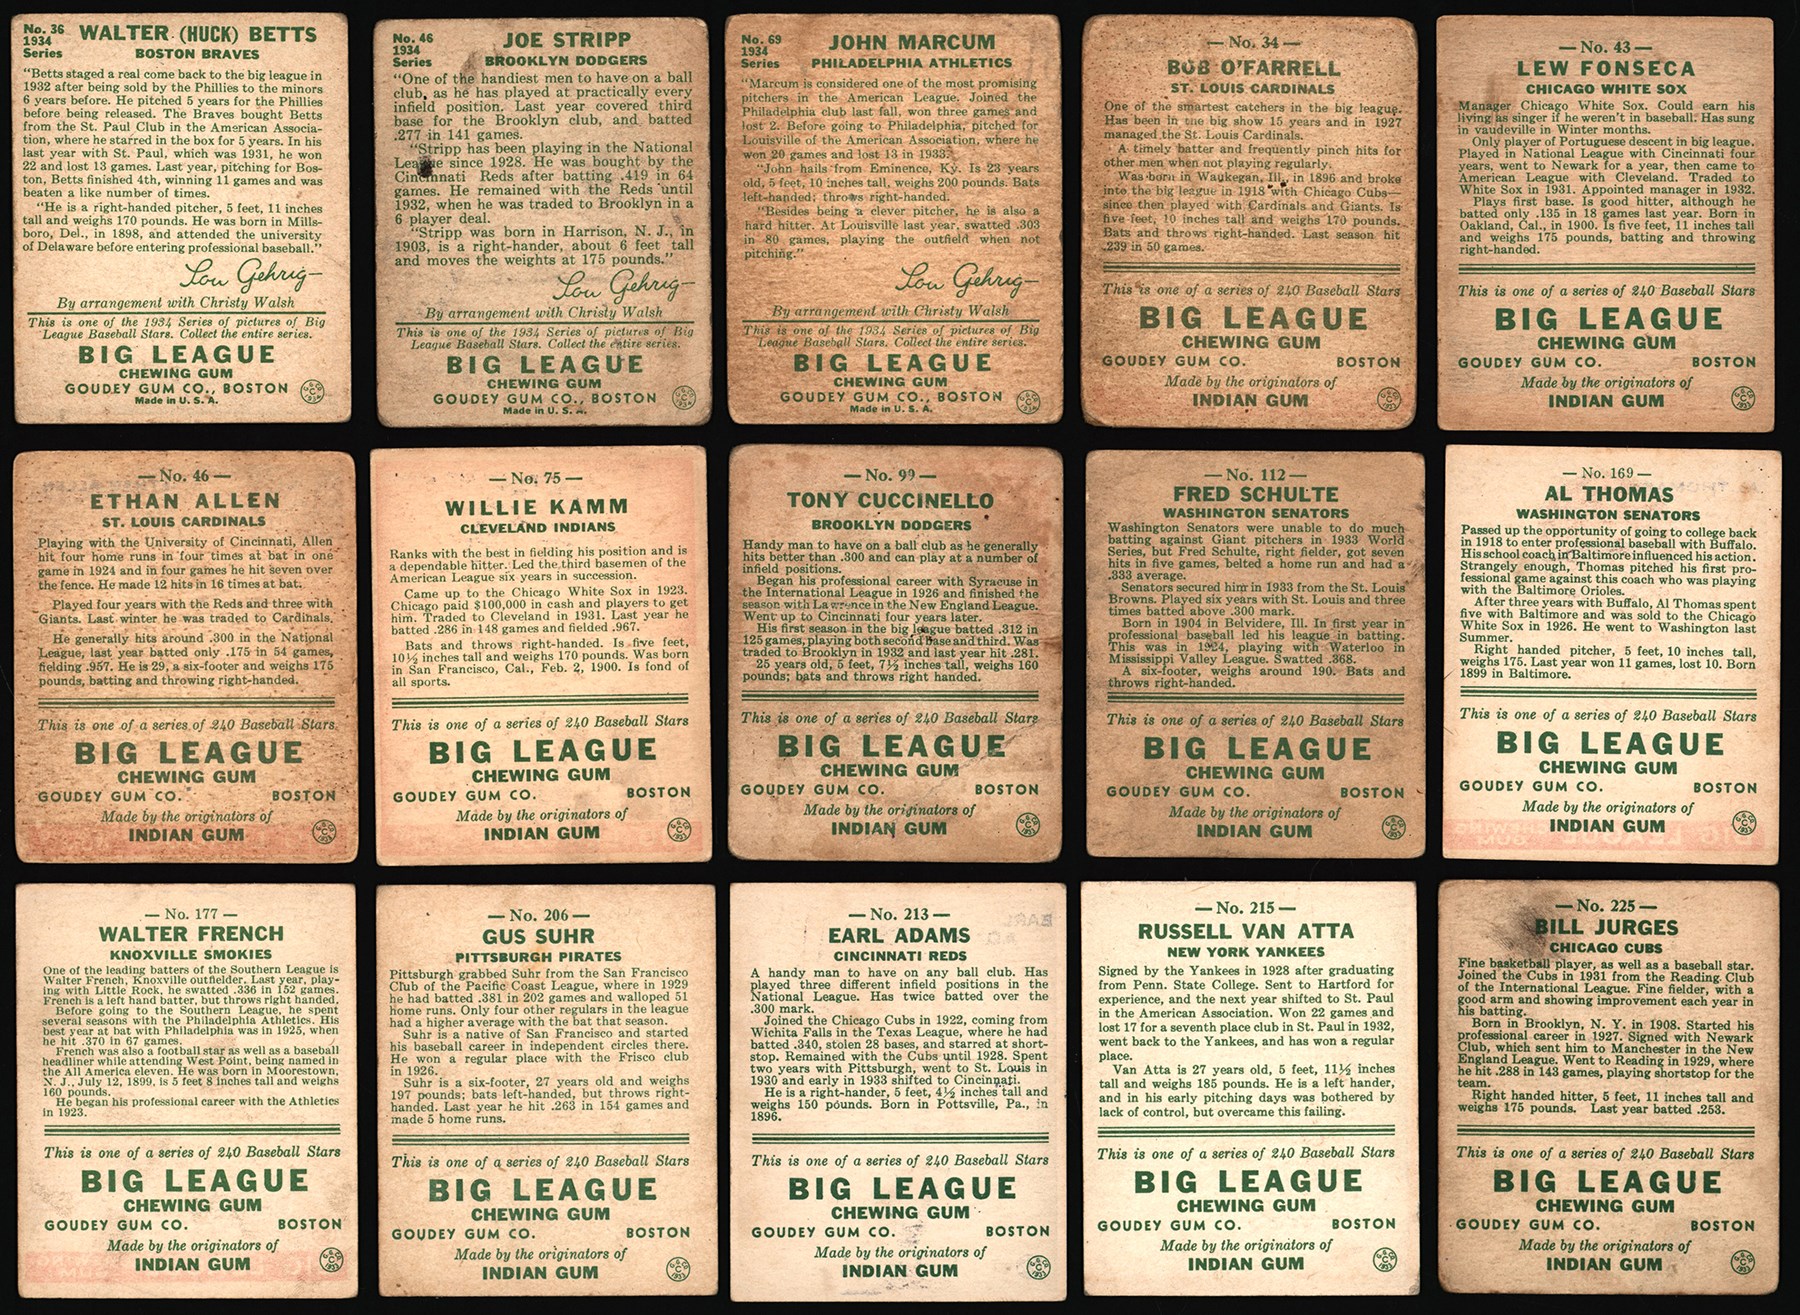 No. 36
1934
Series
WALTER (HUCK) BETTS
BOSTON BRAVES
"Betts staged a real come back to the big league in
1932 after being sold by the Phillies to the minors
6 years before. He pitched 5 years for the Phillies
before being released. The Braves bought Betts
from the St. Paul Club in the American Associa-
tion, where he starred in the box for 5 years. In his
last year with St. Paul, which was 1931, he won
22 and lost 13 games. Last year, pitching for Bos-
ton, Betts finished 4th, winning 11 games and was
beaten a like number of times.
"He is a right-handed pitcher, 5 feet, 11 inches
tall and weighs 170 pounds. He was born in Mills-
boro, Del., in 1898, and attended the university
of Delaware before entering professional baseball."
Lou Gehrig
By arrangement with Christy Walsh
This is one of the 1934 Series of pictures of Big
League Baseball Stars. Collect the entire series.
BIG LEAGUE
CHEWING GUM
GOUDEY GUM CO., BOSTON
Made in U. S. A.
No. 46
1934
Series
JOE STRIPP
BROOKLYN DODGERS
"One of the handiest men to have on a ball
club, as he has played at practically every
infield position. Last year covered third
base for the Brooklyn club, and batted
.277 in 141 games.
"Stripp has been playing in the National
League since 1928. He was bought by the
Cincinnati Reds after batting .419 in 64
games. He remained with the Reds until
1932, when he was traded to Brooklyn in a
6 player deal.
"Stripp was born in Harrison, N. J., in
1903, is a right-hander, about 6 feet tall
and moves the weights at 175 pounds."
Lou Gehrig
By arrangement with Christy Walsh
This is one of the 1934 Series of pictures of Big
League Baseball Stars. Collect the entire series.
BIG LEAGUE
CHEWING GUM
GOUDEY GUM CO., BOSTON
Made in U. S. A.
No. 69
1934
Series
JOHN MARCUM
PHILADELPHIA ATHLETICS
"Marcum is considered one of the most promising
pitchers in the American League. Joined the
Philadelphia club last fall, won three games and
lost 2. Before going to Philadelphia, pitched for
Louisville of the American Association, where he
won 20 games and lost 13 in 1933.
"John hails from Eminence, Ky. Is 23 years
old, 5 feet, 10 inches tall, weighs 200 pounds. Bats
left-handed; throws right-handed.
"Besides being a clever pitcher, he is also a
hard hitter. At Louisville last year, swatted .303
in 80 games, playing the outfield when not
pitching."
Lou Gehrig
By arrangement with Christy Walsh
This is one of the 1934 Series of pictures of Big
League Baseball Stars. Collect the entire series.
BIG LEAGUE
CHEWING GUM
GOUDEY GUM CO., BOSTON
Made in U. S. A.
— No. 34 —
BOB O'FARRELL
ST. LOUIS CARDINALS
One of the smartest catchers in the big league.
Has been in the big show 15 years and in 1927
managed the St. Louis Cardinals.
A timely batter and frequently pinch hits for
other men when not playing regularly.
Was born in Waukegan, Ill., in 1896 and broke
into the big league in 1918 with Chicago Cubs—
since then played with Cardinals and Giants. Is
five feet, 10 inches tall and weighs 170 pounds.
Bats and throws right-handed. Last season hit
.239 in 50 games.
This is one of a series of 240 Baseball Stars
BIG LEAGUE
CHEWING GUM
GOUDEY GUM CO. BOSTON
Made by the originators of
INDIAN GUM
— No. 43 —
LEW FONSECA
CHICAGO WHITE SOX
Manager Chicago White Sox. Could earn his
living as singer if he weren't in baseball. Has sung
in vaudeville in Winter months.
Only player of Portuguese descent in big league.
Played in National League with Cincinnati four
years, went to Newark for a year, then came to
American League with Cleveland. Traded to
White Sox in 1931. Appointed manager in 1932.
Plays first base. Is good hitter, although he
batted only .135 in 18 games last year. Born in
Oakland, Cal., in 1900. Is five feet, 11 inches tall
and weighs 175 pounds, batting and throwing
right-handed.
This is one of a series of 240 Baseball Stars
BIG LEAGUE
CHEWING GUM
GOUDEY GUM CO. BOSTON
Made by the originators of
INDIAN GUM
— No. 46 —
ETHAN ALLEN
ST. LOUIS CARDINALS
Playing with the University of Cincinnati, Allen
hit four home runs in four times at bat in one
game in 1924 and in four games he hit seven over
the fence. He made 12 hits in 16 times at bat.
Played four years with the Reds and three with
Giants. Last winter he was traded to Cardinals.
He generally hits around .300 in the National
League, last year batted only .175 in 54 games,
fielding .957. He is 29, a six-footer and weighs 175
pounds, batting and throwing right-handed.
This is one of a series of 240 Baseball Stars
BIG LEAGUE
CHEWING GUM
GOUDEY GUM CO. BOSTON
Made by the originators of
INDIAN GUM
— No. 75 —
WILLIE KAMM
CLEVELAND INDIANS
Ranks with the best in fielding his position and is
a dependable hitter. Led the third basemen of the
American League six years in succession.
Came up to the Chicago White Sox in 1923.
Chicago paid $100,000 in cash and players to get
him. Traded to Cleveland in 1931. Last year he
batted .286 in 148 games and fielded .967.
Bats and throws right-handed. Is five feet,
10½ inches tall and weighs 170 pounds. Was born
in San Francisco, Cal., Feb. 2, 1900. Is fond of
all sports.
This is one of a series of 240 Baseball Stars
BIG LEAGUE
CHEWING GUM
GOUDEY GUM CO. BOSTON
Made by the originators of
INDIAN GUM
— No. 99 —
TONY CUCCINELLO
BROOKLYN DODGERS
Handy man to have on a ball club as he generally
hits better than .300 and can play at a number of
infield positions.
Began his professional career with Syracuse in
the International League in 1926 and finished the
season with Lawrence in the New England League.
Went up to Cincinnati four years later.
His first season in the big league batted .312 in
125 games, playing both second base and third. Was
traded to Brooklyn in 1932 and last year hit .281.
25 years old, 5 feet, 7½ inches tall, weighs 160
pounds; bats and throws right handed.
This is one of a series of 240 Baseball Stars
BIG LEAGUE
CHEWING GUM
GOUDEY GUM CO. BOSTON
Made by the originators of
INDIAN GUM
— No. 112 —
FRED SCHULTE
WASHINGTON SENATORS
Washington Senators were unable to do much
batting against Giant pitchers in 1933 World
Series, but Fred Schulte, right fielder, got seven
hits in five games, belted a home run and had a
.333 average.
Senators secured him in 1933 from the St. Louis
Browns. Played six years with St. Louis and three
times batted above .300 mark.
Born in 1904 in Belvidere, Ill. In first year in
professional baseball led his league in batting.
This was in 1924, playing with Waterloo in
Mississippi Valley League. Swatted .368.
A six-footer, weighs around 190. Bats and
throws right-handed.
This is one of a series of 240 Baseball Stars
BIG LEAGUE
CHEWING GUM
GOUDEY GUM CO. BOSTON
Made by the originators of
INDIAN GUM
— No. 169 —
AL THOMAS
WASHINGTON SENATORS
Passed up the opportunity of going to college back
in 1918 to enter professional baseball with Buffalo.
His school coach in Baltimore influenced his action.
Strangely enough, Thomas pitched his first pro-
fessional game against this coach who was playing
with the Baltimore Orioles.
After three years with Buffalo, Al Thomas spent
five with Baltimore and was sold to the Chicago
White Sox in 1926. He went to Washington last
Summer.
Right handed pitcher, 5 feet, 10 inches tall,
weighs 175. Last year won 11 games, lost 10. Born
1899 in Baltimore.
This is one of a series of 240 Baseball Stars
BIG LEAGUE
CHEWING GUM
GOUDEY GUM CO. BOSTON
Made by the originators of
INDIAN GUM
— No. 177 —
WALTER FRENCH
KNOXVILLE SMOKIES
One of the leading batters of the Southern League is
Walter French, Knoxville outfielder. Last year, play-
ing with Little Rock, he swatted .336 in 152 games.
French is a left hand batter, but throws right handed.
Before going to the Southern League, he spent
several seasons with the Philadelphia Athletics. His
best year at bat with Philadelphia was in 1925, when
he hit .370 in 67 games.
French was also a football star as well as a baseball
headliner while attending West Point, being named in
the All America eleven. He was born in Moorestown,
N. J., July 12, 1899, is 5 feet 8 inches tall and weighs
160 pounds.
He began his professional career with the Athletics
in 1923.
This is one of a series of 240 Baseball Stars
BIG LEAGUE
CHEWING GUM
GOUDEY GUM CO. BOSTON
Made by the originators of
INDIAN GUM
— No. 206 —
GUS SUHR
PITTSBURGH PIRATES
Pittsburgh grabbed Suhr from the San Francisco
Club of the Pacific Coast League, where in 1929
he had batted .381 in 202 games and walloped 51
home runs. Only four other regulars in the league
had a higher average with the bat that season.
Suhr is a native of San Francisco and started
his baseball career in independent circles there.
He won a regular place with the Frisco club
in 1926.
Suhr is a six-footer, 27 years old and weighs
197 pounds; bats left-handed, but throws right-
handed. Last year he hit .263 in 154 games and
made 5 home runs.
This is one of a series of 240 Baseball Stars
BIG LEAGUE
CHEWING GUM
GOUDEY GUM CO. BOSTON
Made by the originators of
INDIAN GUM
— No. 213 —
EARL ADAMS
CINCINNATI REDS
A handy man to have on any ball club. Has
played three different infield positions in the
National League. Has twice batted over the
.300 mark.
Joined the Chicago Cubs in 1922, coming from
Wichita Falls in the Texas League, where he had
batted .340, stolen 28 bases, and starred at short-
stop. Remained with the Cubs until 1928. Spent
two years with Pittsburgh, went to St. Louis in
1930 and early in 1933 shifted to Cincinnati.
He is a right-hander, 5 feet, 4½ inches tall and
weighs 150 pounds. Born in Pottsville, Pa., in
1896.
This is one of a series of 240 Baseball Stars
BIG LEAGUE
CHEWING GUM
GOUDEY GUM CO. BOSTON
Made by the originators of
INDIAN GUM
— No. 215 —
RUSSELL VAN ATTA
NEW YORK YANKEES
Signed by the Yankees in 1928 after graduating
from Penn. State College. Sent to Hartford for
experience, and the next year shifted to St. Paul
in the American Association. Won 22 games and
lost 17 for a seventh place club in St. Paul in 1932,
went back to the Yankees, and has won a regular
place.
Van Atta is 27 years old, 5 feet, 11½ inches
tall and weighs 185 pounds. He is a left hander,
and in his early pitching days was bothered by
lack of control, but overcame this failing.
This is one of a series of 240 Baseball Stars
BIG LEAGUE
CHEWING GUM
GOUDEY GUM CO. BOSTON
Made by the originators of
INDIAN GUM
— No. 225 —
BILL JURGES
CHICAGO CUBS
Fine basketball player, as well as a baseball star.
Joined the Cubs in 1931 from the Reading Club
of the International League. Fine fielder, with a
good arm and showing improvement each year in
his batting.
Born in Brooklyn, N. Y. in 1908. Started his
professional career in 1927. Signed with Newark
Club, which sent him to Manchester in the New
England League. Went to Reading in 1929, where
he hit .288 in 143 games, playing shortstop for the
team.
Right handed hitter, 5 feet, 11 inches tall and
weighs 175 pounds. Last year batted .253.
This is one of a series of 240 Baseball Stars
BIG LEAGUE
CHEWING GUM
GOUDEY GUM CO. BOSTON
Made by the originators of
INDIAN GUM